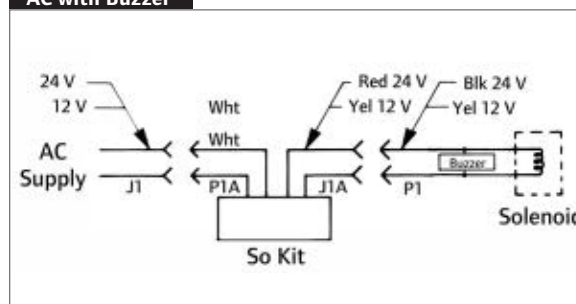 AC with Buzzer
24 V
12 V
Wht
Wht
Red 24 V
Yel 12 V
Blk 24 V
Yel 12 V
AC
Supply
J1
P1A
J1A
P1
Buzzer
Solenoid
So Kit